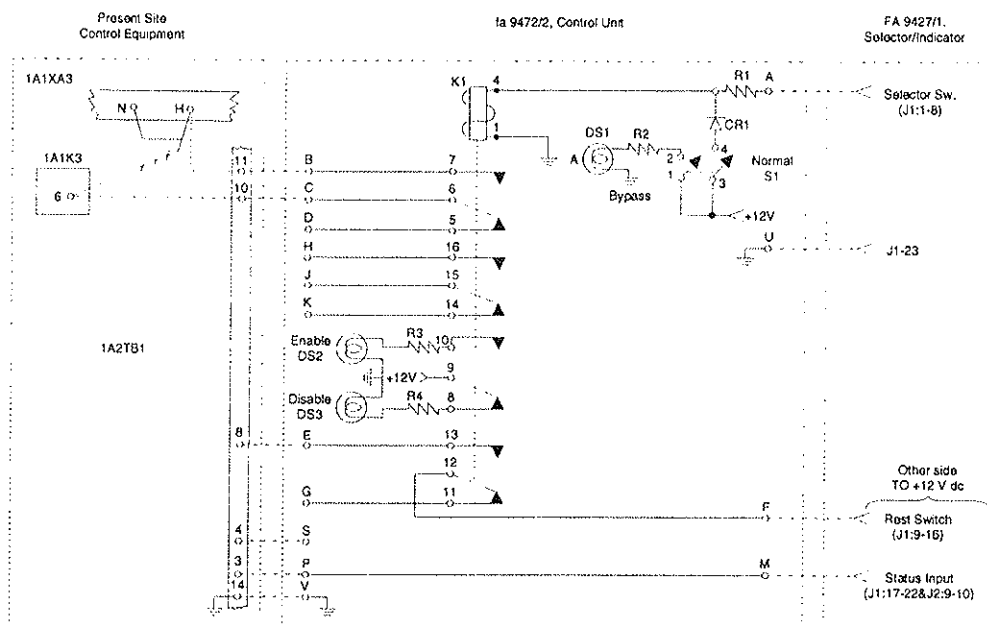 Present Site
Control Equipment
fa 9472/2, Control Unit
FA 9427/1.
Selector/Indicator
1A1XA3
N
H
1A1K3
6
11
10
B
C
D
H
J
K
K1
4
1
7
6
5
16
15
14
R1
A
CR1
DS1
R2
A
Bypass
2
1
4
3
Normal
S1
+12V
U
Selector Sw.
(J1:1-8)
J1-23
1A2TB1
Enable
DS2
R3
10
+12V
9
Disable
DS3
R4
8
8
E
13
12
G
11
4
S
3
P
14
V
F
M
Other side
TO +12 V dc
Rest Switch
(J1:9-16)
Status Input
(J1:17-22&J2:9-10)